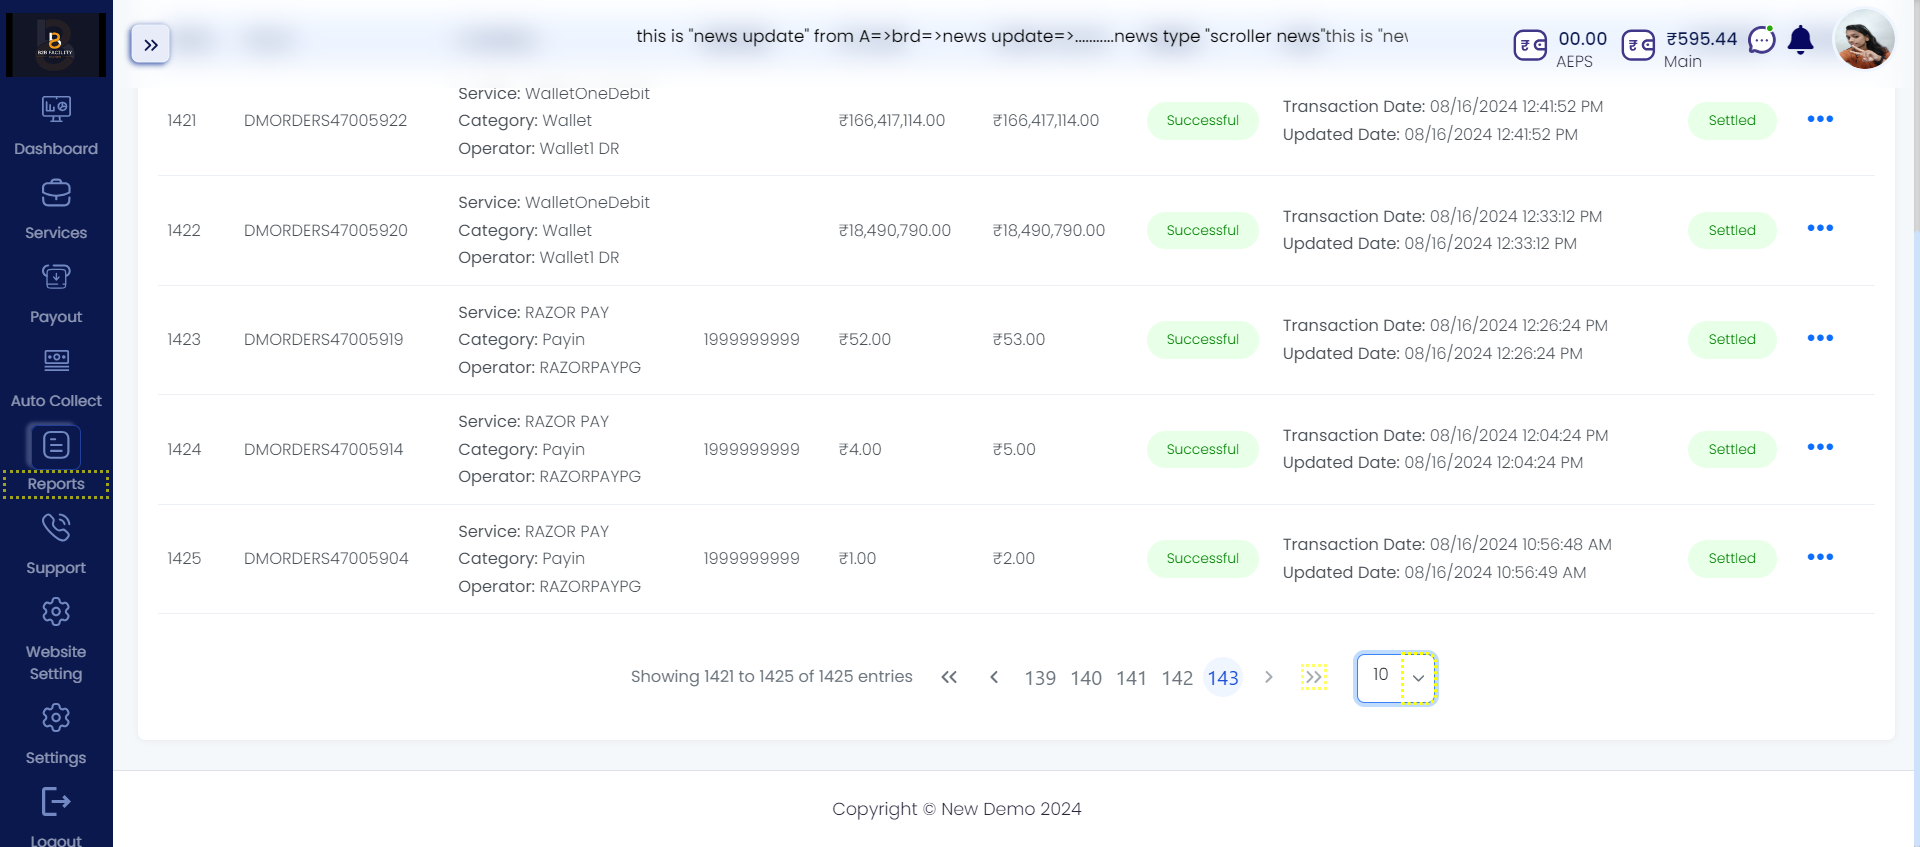 B2B FACILITY
this is "news update" from A=>brd=>news update=>...........news type "scroller news"this is "nev
00.00
AEPS
₹595.44
Main
Dashboard
Services
Payout
Auto Collect
Reports
Support
Website
Setting
Settings
Logout
1421 DMORDERS47005922 Service: WalletOneDebit
Category: Wallet
Operator: Wallet1 DR
₹166,417,114.00 ₹166,417,114.00 Successful Transaction Date: 08/16/2024 12:41:52 PM
Updated Date: 08/16/2024 12:41:52 PM
Settled
1422 DMORDERS47005920 Service: WalletOneDebit
Category: Wallet
Operator: Wallet1 DR
₹18,490,790.00 ₹18,490,790.00 Successful Transaction Date: 08/16/2024 12:33:12 PM
Updated Date: 08/16/2024 12:33:12 PM
Settled
1423 DMORDERS47005919 Service: RAZOR PAY
Category: Payin
Operator: RAZORPAYPG
1999999999 ₹52.00 ₹53.00 Successful Transaction Date: 08/16/2024 12:26:24 PM
Updated Date: 08/16/2024 12:26:24 PM
Settled
1424 DMORDERS47005914 Service: RAZOR PAY
Category: Payin
Operator: RAZORPAYPG
1999999999 ₹4.00 ₹5.00 Successful Transaction Date: 08/16/2024 12:04:24 PM
Updated Date: 08/16/2024 12:04:24 PM
Settled
1425 DMORDERS47005904 Service: RAZOR PAY
Category: Payin
Operator: RAZORPAYPG
1999999999 ₹1.00 ₹2.00 Successful Transaction Date: 08/16/2024 10:56:48 AM
Updated Date: 08/16/2024 10:56:49 AM
Settled
Showing 1421 to 1425 of 1425 entries 139 140 141 142 143 10
Copyright © New Demo 2024